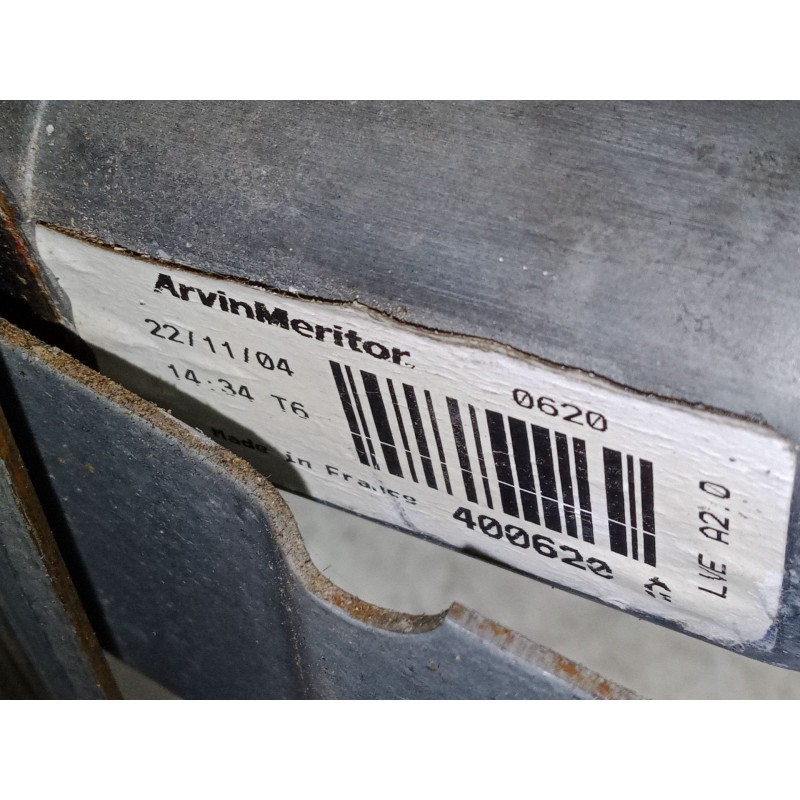 ArvinMeritor
22/11/04
14:34 T6
Made in France
0620
400620
LVE A2.0